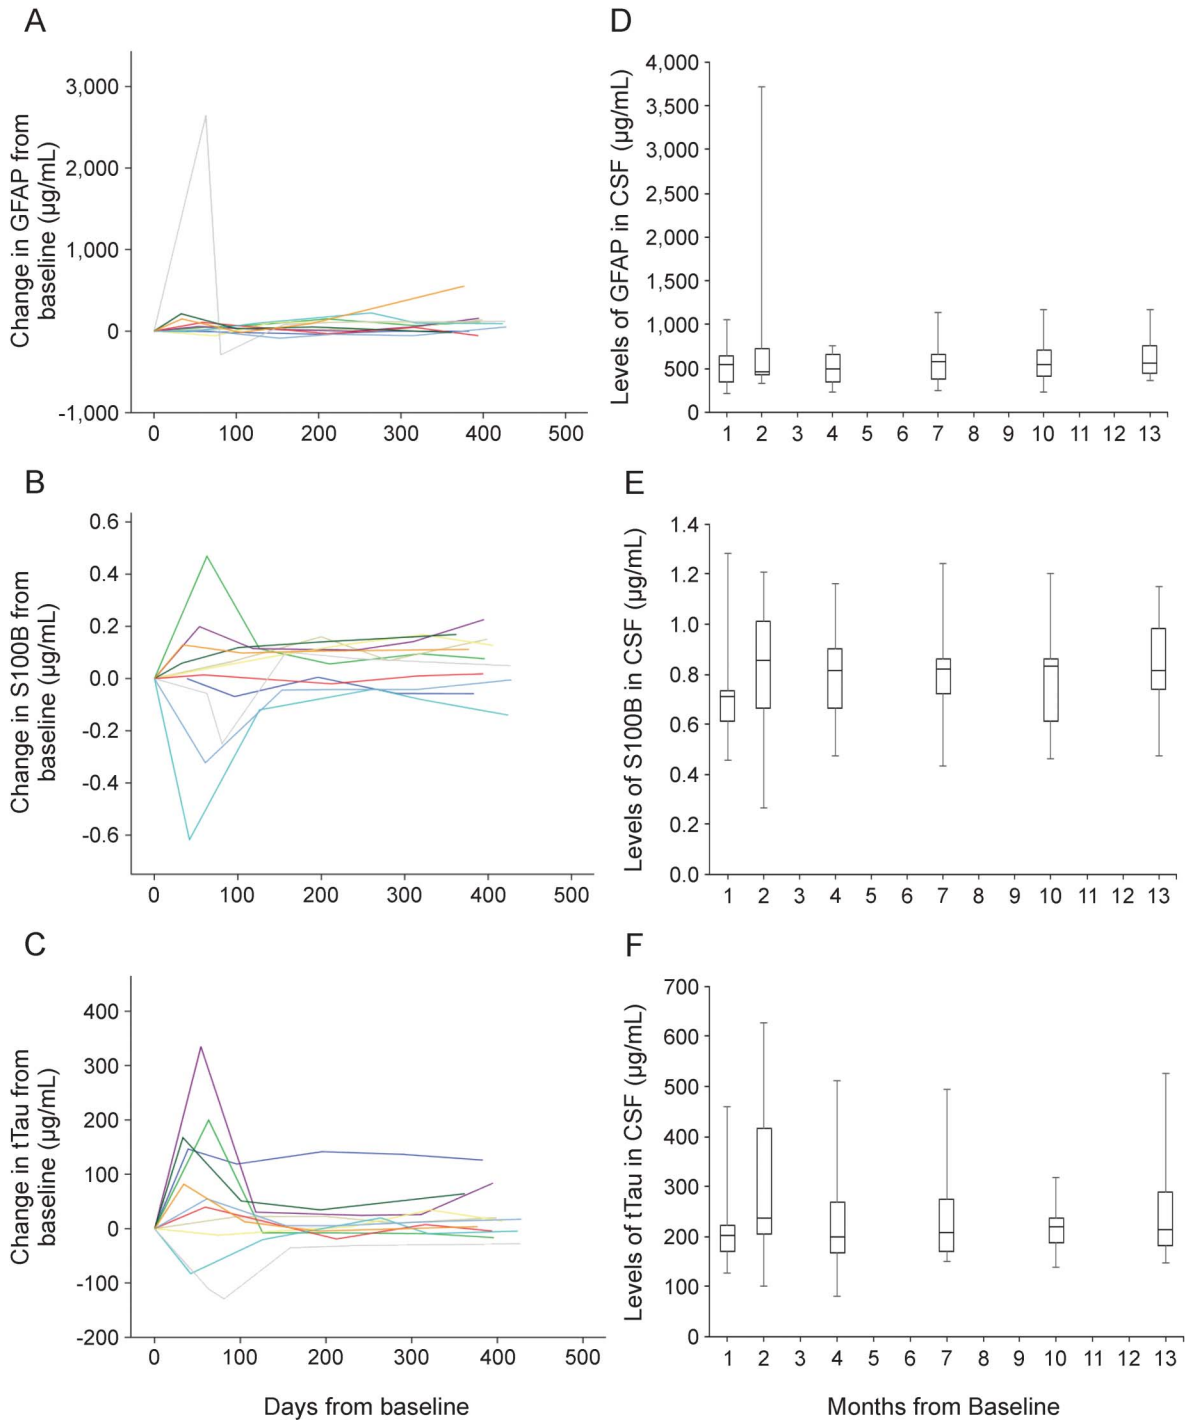 A
Change in GFAP from
baseline (µg/mL)
3,000
2,000
1,000
0
-1,000
0 100 200 300 400 500
D
Levels of GFAP in CSF (µg/mL)
4,000
3,500
3,000
2,500
2,000
1,500
1,000
500
0
1 2 3 4 5 6 7 8 9 10 11 12 13
B
Change in S100B from
baseline (µg/mL)
0.6
0.4
0.2
0.0
-0.2
-0.4
-0.6
0 100 200 300 400 500
E
Levels of S100B in CSF (µg/mL)
1.4
1.2
1.0
0.8
0.6
0.4
0.2
0.0
1 2 3 4 5 6 7 8 9 10 11 12 13
C
Change in tTau from
baseline (µg/mL)
400
300
200
100
0
-100
-200
0 100 200 300 400 500
Days from baseline
F
Levels of tTau in CSF (µg/mL)
700
600
500
400
300
200
100
0
1 2 3 4 5 6 7 8 9 10 11 12 13
Months from Baseline